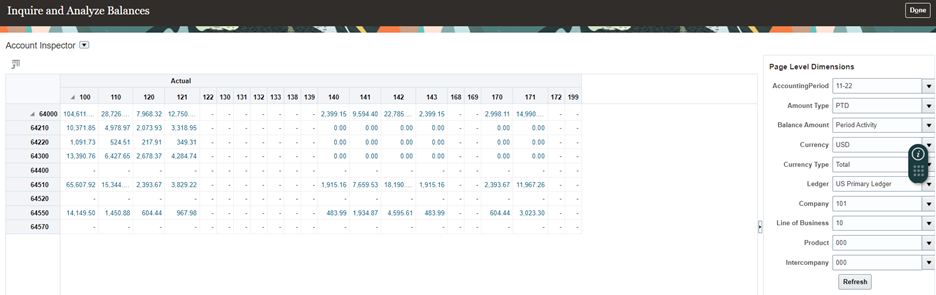 Inquire and Analyze Balances
Done
Account Inspector
Actual
100 110 120 121 122 130 131 132 133 138 139 140 141 142 143 168 169 170 171 172 199
64000 104,611.... 28,726.... 7,968.32 12,750.... - - - - - - - 2,399.15 9,594.40 22,785.... 2,399.15 - - 2,998.11 14,990.... - -
64210 10,371.85 4,978.97 2,073.93 3,318.95 - - - - - - - 0.00 0.00 0.00 0.00 - - 0.00 0.00 - -
64220 1,091.73 524.51 217.91 349.31 - - - - - - - 0.00 0.00 0.00 0.00 - - 0.00 0.00 - -
64300 13,390.76 6,427.65 2,678.37 4,284.74 - - - - - - - 0.00 0.00 0.00 0.00 - - 0.00 0.00 - -
64400 - - - - - - - - - - - - - - - - - - - - -
64510 65,607.92 15,344.... 2,393.67 3,829.22 - - - - - - - 1,915.16 7,659.53 18,190.... 1,915.16 - - 2,393.67 11,967.26 - -
64520 - - - - - - - - - - - - - - - - - - - - -
64550 14,149.50 1,450.88 604.44 967.98 - - - - - - - 483.99 1,934.87 4,595.61 483.99 - - 604.44 3,023.30 - -
64570 - - - - - - - - - - - - - - - - - - - - -
Page Level Dimensions
AccountingPeriod 11-22
Amount Type PTD
Balance Amount Period Activity
Currency USD
Currency Type Total
Ledger US Primary Ledger
Company 101
Line of Business 10
Product 000
Intercompany 000
Refresh